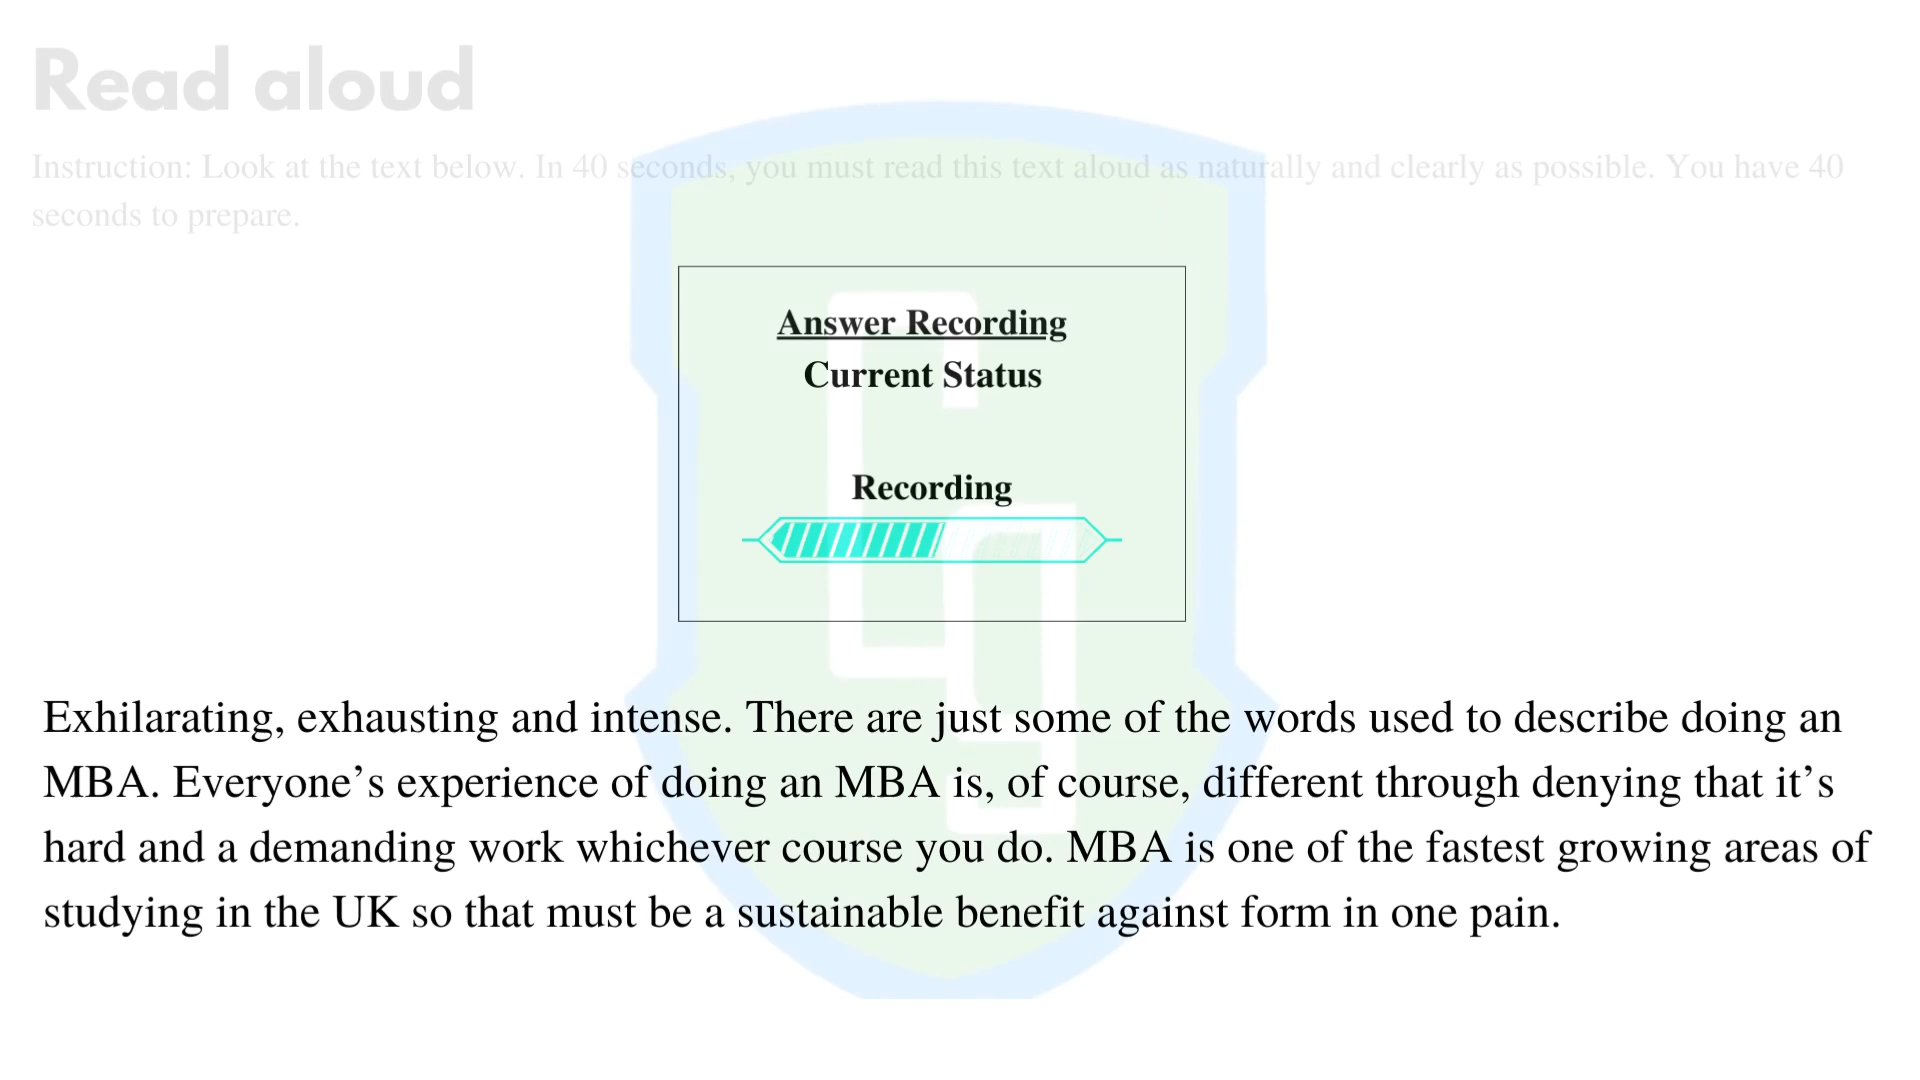 Read aloud
Instruction: Look at the text below. In 40 seconds, you must read this text aloud as naturally and clearly as possible. You have 40
seconds to prepare.
Answer Recording
Current Status
Recording
Exhilarating, exhausting and intense. There are just some of the words used to describe doing an
MBA. Everyone’s experience of doing an MBA is, of course, different through denying that it’s
hard and a demanding work whichever course you do. MBA is one of the fastest growing areas of
studying in the UK so that must be a sustainable benefit against form in one pain.